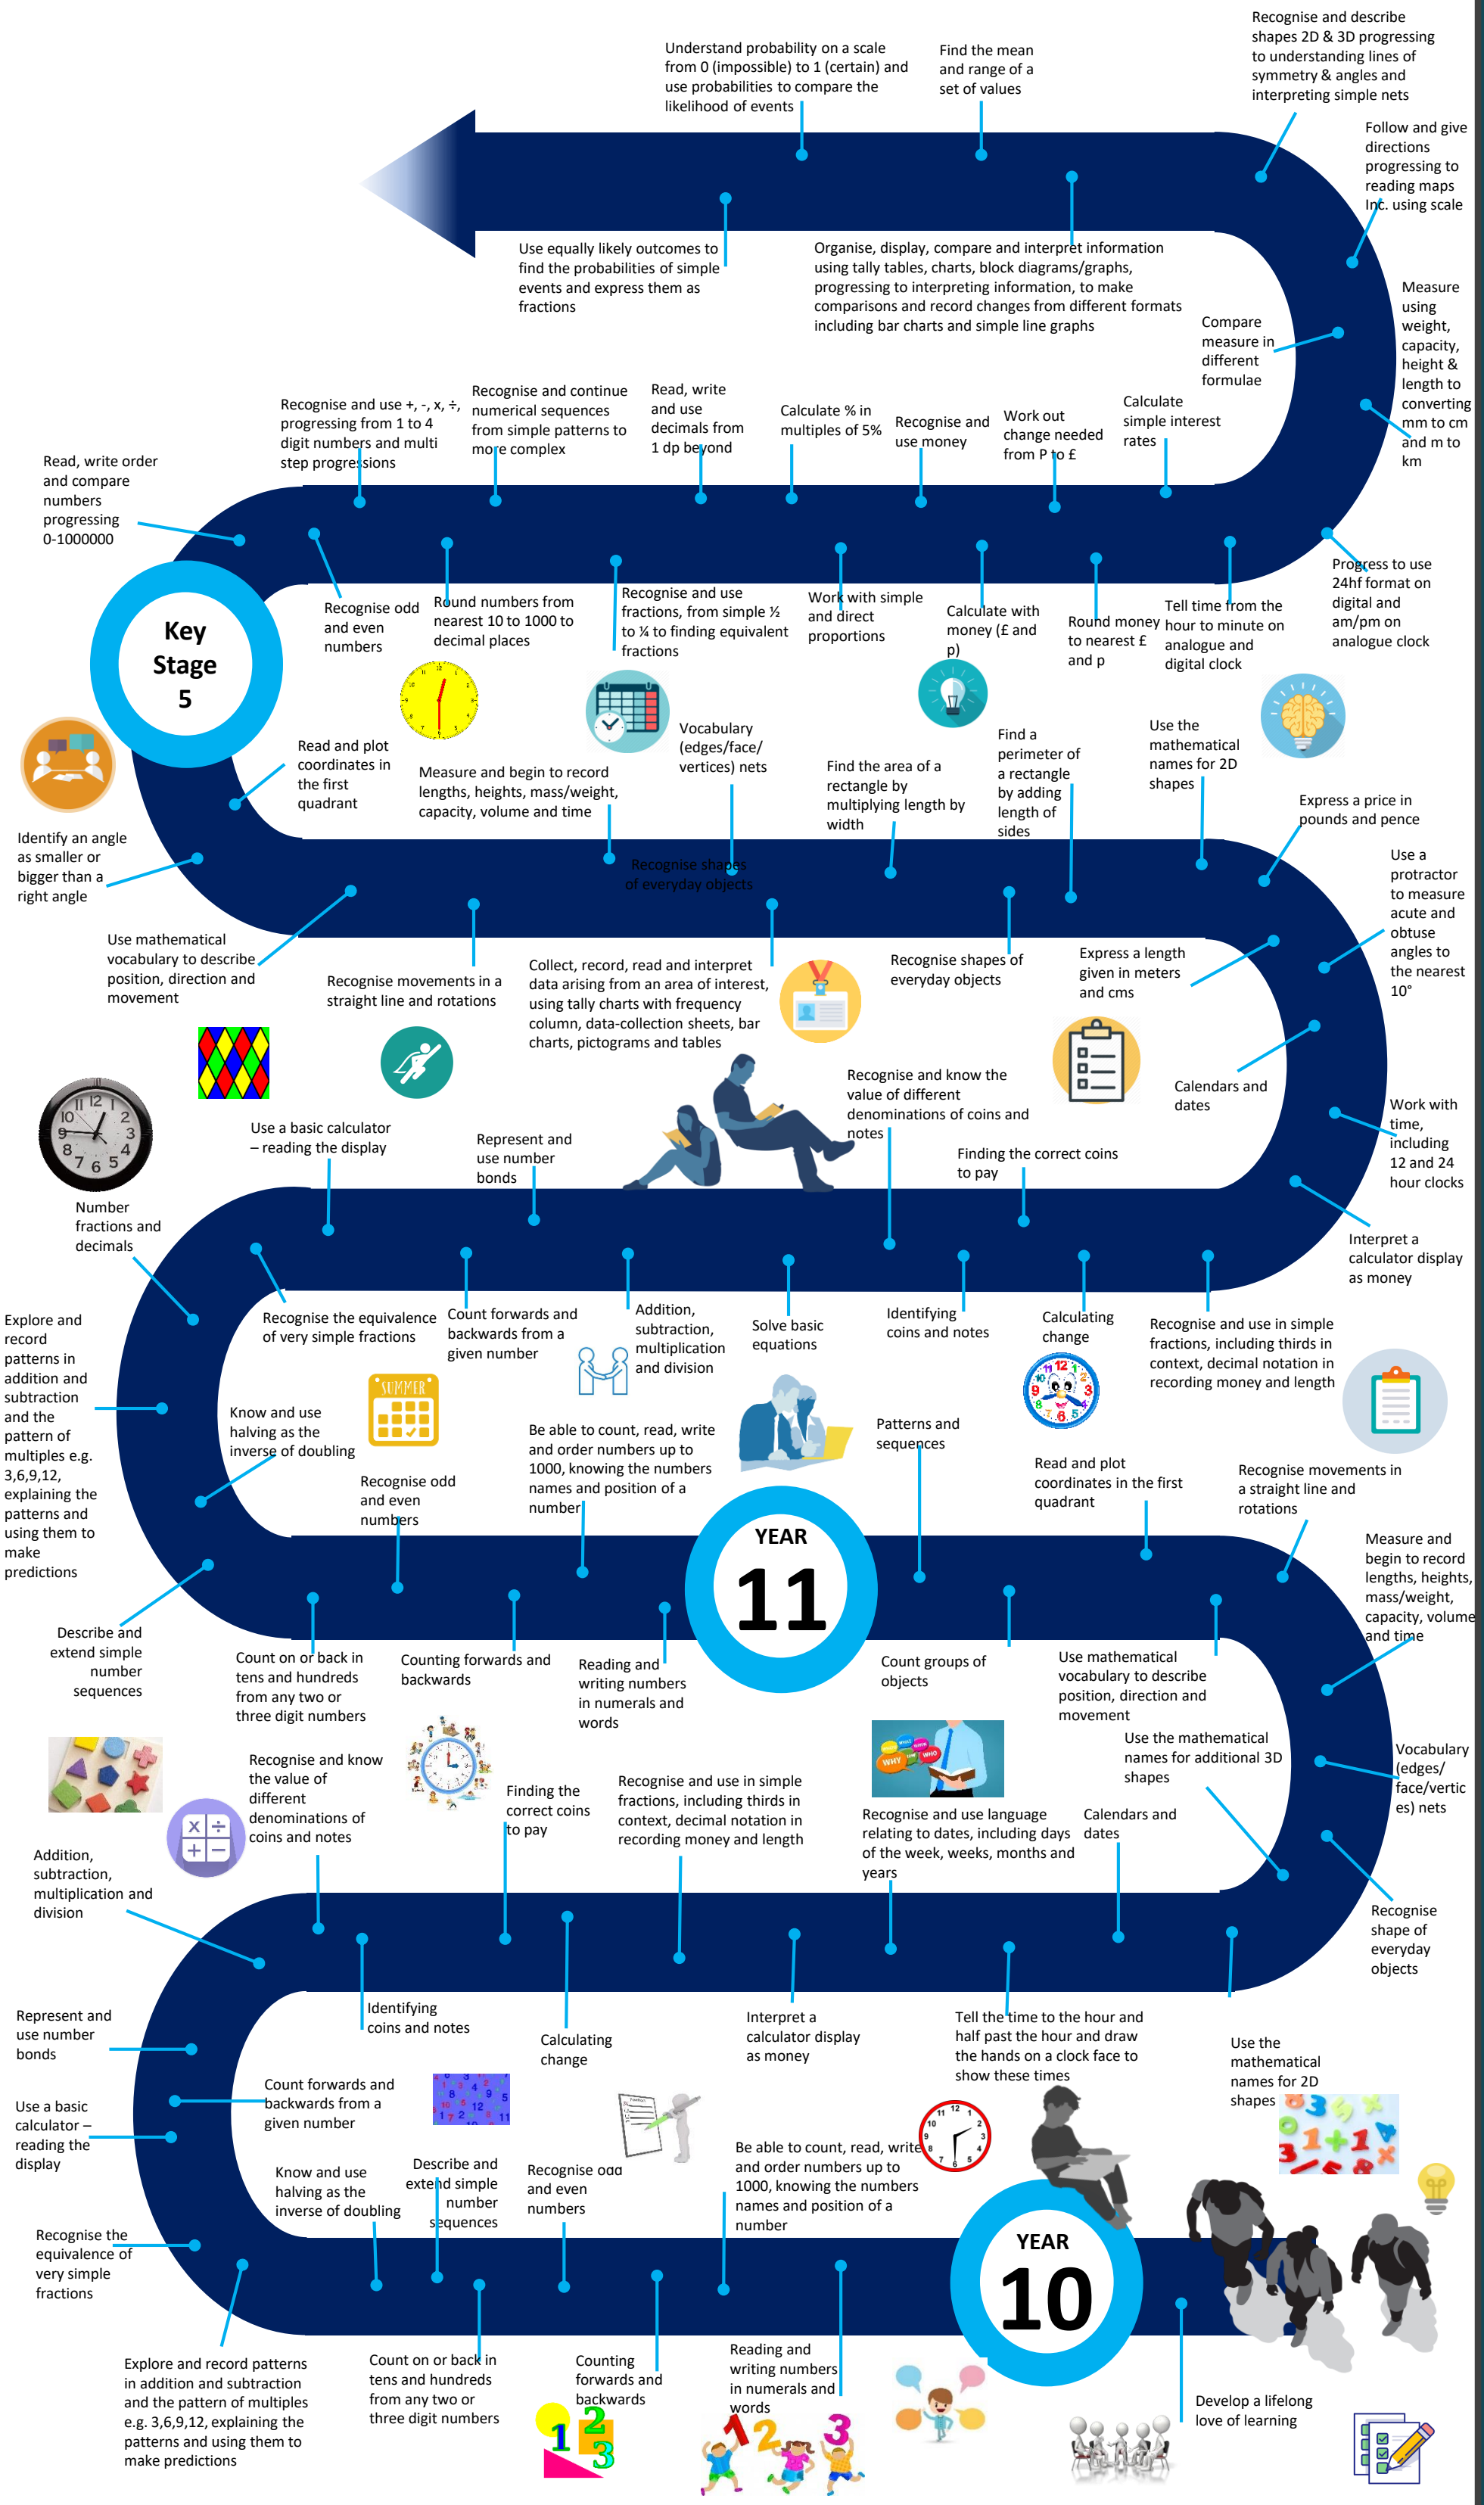 Understand probability on a scale
from 0 (impossible) to 1 (certain) and
use probabilities to compare the
likelihood of events
Find the mean
and range of a
set of values
Recognise and describe
shapes 2D & 3D progressing
to understanding lines of
symmetry & angles and
interpreting simple nets
Follow and give
directions
progressing to
reading maps
Inc. using scale
Use equally likely outcomes to
find the probabilities of simple
events and express them as
fractions
Organise, display, compare and interpret information
using tally tables, charts, block diagrams/graphs,
progressing to interpreting information, to make
comparisons and record changes from different formats
including bar charts and simple line graphs
Compare
measure in
different
formulae
Measure
using
weight,
capacity,
height &
length to
converting
mm to cm
and m to
km
Read, write order
and compare
numbers
progressing
0-1000000
Recognise and use +, -, x, ÷,
progressing from 1 to 4
digit numbers and multi
step progressions
Recognise and continue
numerical sequences
from simple patterns to
more complex
Read, write
and use
decimals from
1 dp beyond
Calculate % in
multiples of 5%
Recognise and
use money
Work out
change needed
from P to £
Calculate
simple interest
rates
Key
Stage
5
Recognise odd
and even
numbers
Round numbers from
nearest 10 to 1000 to
decimal places
Recognise and use
fractions, from simple ½
to ¼ to finding equivalent
fractions
Work with simple
and direct
proportions
Calculate with
money (£ and
p)
Round money
to nearest £
and p
Tell time from the
hour to minute on
analogue and
digital clock
Progress to use
24hf format on
digital and
am/pm on
analogue clock
Identify an angle
as smaller or
bigger than a
right angle
Read and plot
coordinates in
the first
quadrant
Measure and begin to record
lengths, heights, mass/weight,
capacity, volume and time
Vocabulary
(edges/face/
vertices) nets
Find the area of a
rectangle by
multiplying length by
width
Find a
perimeter of
a rectangle
by adding
length of
sides
Use the
mathematical
names for 2D
shapes
Express a price in
pounds and pence
Use a
protractor
to measure
acute and
obtuse
angles to
the nearest
10°
Recognise shapes
of everyday objects
Use mathematical
vocabulary to describe
position, direction and
movement
Recognise movements in a
straight line and rotations
Collect, record, read and interpret
data arising from an area of interest,
using tally charts with frequency
column, data-collection sheets, bar
charts, pictograms and tables
Recognise shapes of
everyday objects
Express a length
given in meters
and cms
Calendars and
dates
Work with
time,
including
12 and 24
hour clocks
Interpret a
calculator display
as money
Number
fractions and
decimals
Use a basic calculator
– reading the display
Represent and
use number
bonds
Recognise and know the
value of different
denominations of coins and
notes
Finding the correct coins
to pay
Explore and
record
patterns in
addition and
subtraction
and the
pattern of
multiples e.g.
3,6,9,12,
explaining the
patterns and
using them to
make
predictions
Recognise the equivalence
of very simple fractions
Count forwards and
backwards from a
given number
Addition,
subtraction,
multiplication
and division
Solve basic
equations
Identifying
coins and notes
Calculating
change
Recognise and use in simple
fractions, including thirds in
context, decimal notation in
recording money and length
SUMMER
Know and use
halving as the
inverse of doubling
Recognise odd
and even
numbers
Be able to count, read, write
and order numbers up to
1000, knowing the numbers
names and position of a
number
Patterns and
sequences
Read and plot
coordinates in the first
quadrant
Recognise movements in
a straight line and
rotations
Measure and
begin to record
lengths, heights,
mass/weight,
capacity, volume
and time
YEAR
11
Describe and
extend simple
number
sequences
Count on or back in
tens and hundreds
from any two or
three digit numbers
Counting forwards and
backwards
Reading and
writing numbers
in numerals and
words
Count groups of
objects
Use mathematical
vocabulary to describe
position, direction and
movement
Use the mathematical
names for additional 3D
shapes
Vocabulary
(edges/
face/vertic
es) nets
Recognise
shape of
everyday
objects
Addition,
subtraction,
multiplication and
division
Recognise and know
the value of
different
denominations of
coins and notes
Finding the
correct coins
to pay
Recognise and use in simple
fractions, including thirds in
context, decimal notation in
recording money and length
WHY
WHO
Recognise and use language
relating to dates, including days
of the week, weeks, months and
years
Calendars and
dates
Represent and
use number
bonds
Identifying
coins and notes
Calculating
change
Interpret a
calculator display
as money
Tell the time to the hour and
half past the hour and draw
the hands on a clock face to
show these times
Use the
mathematical
names for 2D
shapes
Use a basic
calculator –
reading the
display
Count forwards and
backwards from a
given number
Know and use
halving as the
inverse of doubling
Describe and
extend simple
number
sequences
Recognise odd
and even
numbers
Be able to count, read, write
and order numbers up to
1000, knowing the numbers
names and position of a
number
Recognise the
equivalence of
very simple
fractions
YEAR
10
Explore and record patterns
in addition and subtraction
and the pattern of multiples
e.g. 3,6,9,12, explaining the
patterns and using them to
make predictions
Count on or back in
tens and hundreds
from any two or
three digit numbers
Counting
forwards and
backwards
Reading and
writing numbers
in numerals and
words
Develop a lifelong
love of learning
1 2 3
1 2 3